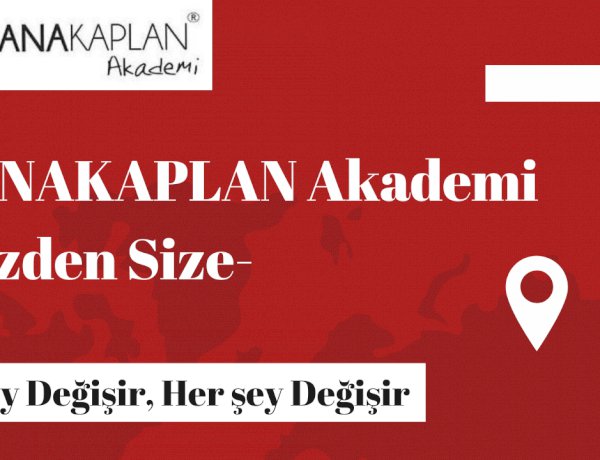 ANAKAPLAN®
Akademi
NAKAPLAN Akademi
zden Size-
y Değişir, Her şey Değişir